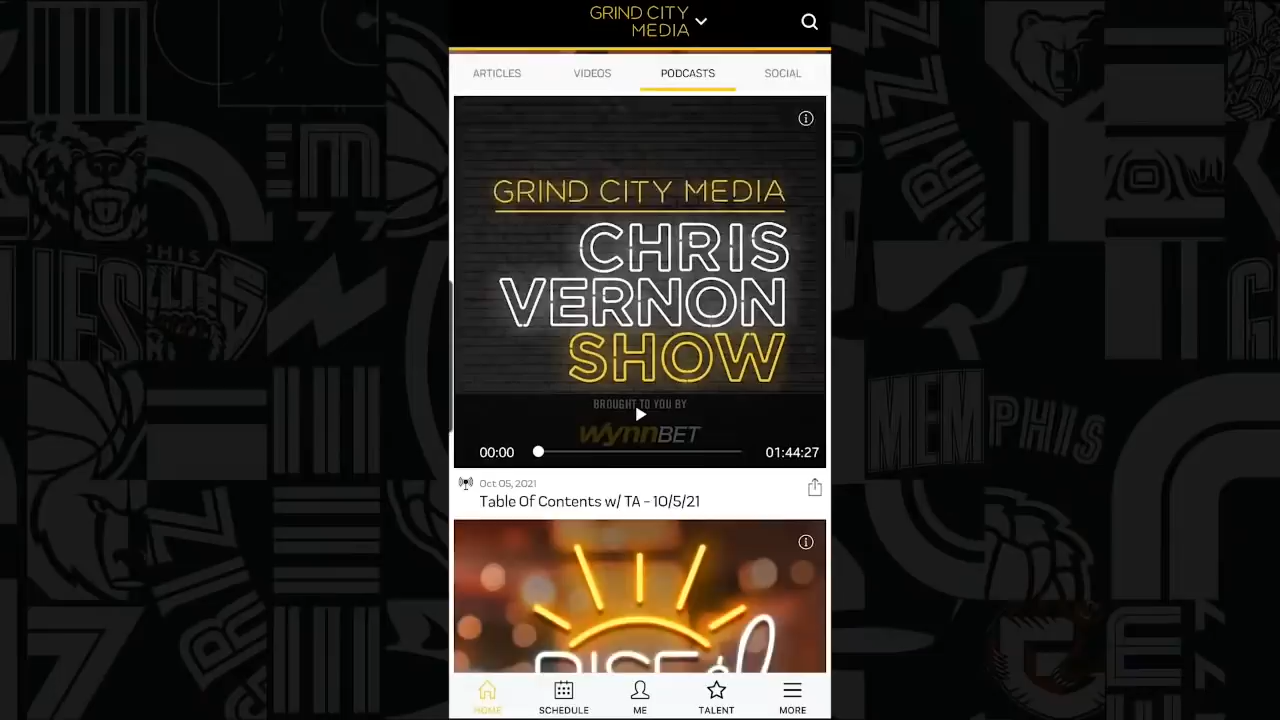 GRIND CITY
MEDIA
ARTICLES VIDEOS PODCASTS SOCIAL
GRIND CITY MEDIA
CHRIS
VERNON
SHOW
BROUGHT TO YOU BY
WynnBET
00:00 01:44:27
Oct 05, 2021
Table Of Contents w/ TA - 10/5/21
RISE
HOME SCHEDULE ME TALENT MORE
MEMPHIS